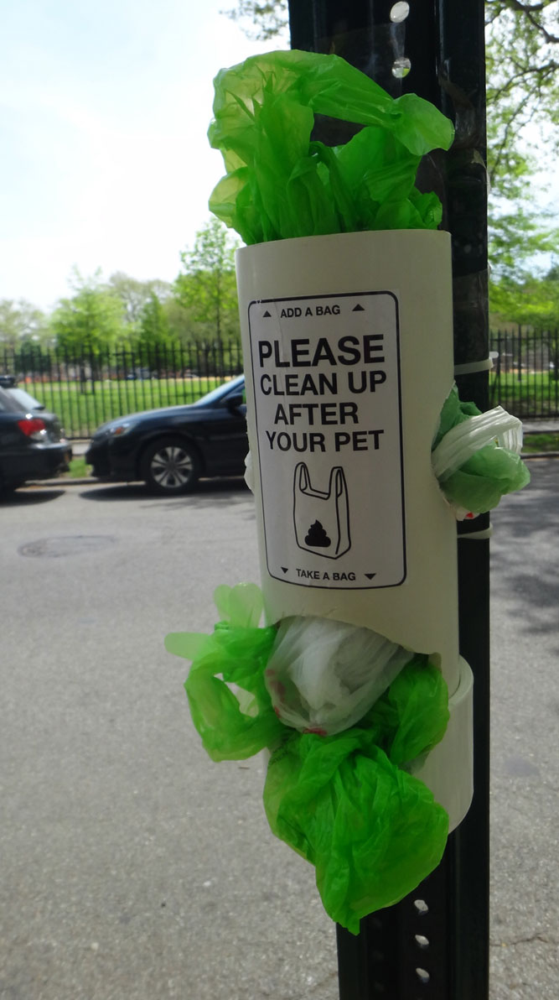 ▲ ADD A BAG ▲
PLEASE
CLEAN UP
AFTER
YOUR PET
▼ TAKE A BAG ▼